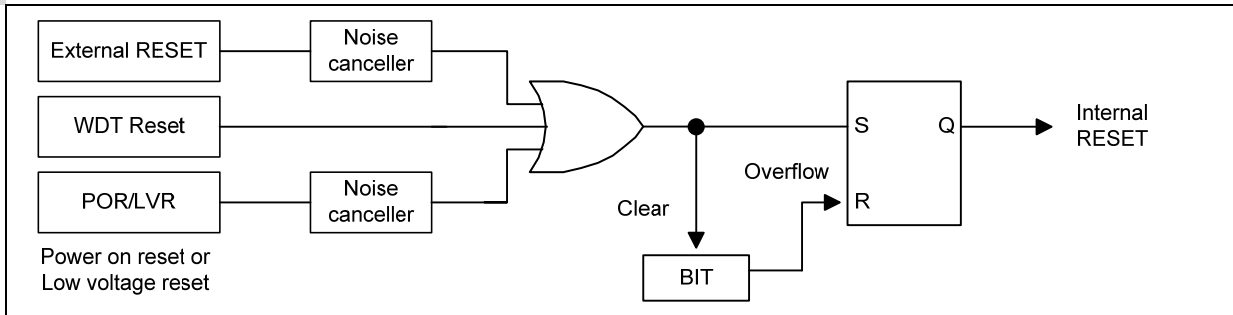 External RESET
Noise
canceller
WDT Reset
POR/LVR
Noise
canceller
Power on reset or
Low voltage reset
Clear
BIT
Overflow
S
Q
R
Internal
RESET